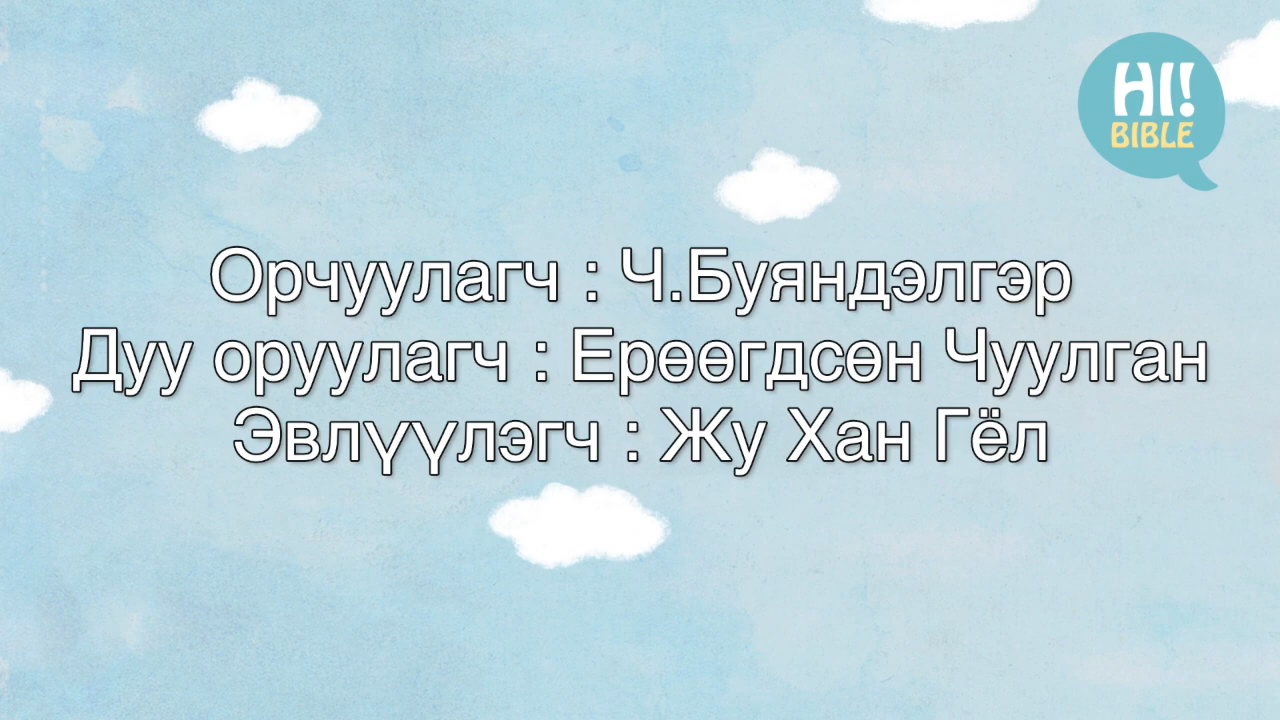 HI!
BIBLE
Орчуулагч : Ч.Буяндэлгэр
Дуу оруулагч : Ерөөгдсөн Чуулган
Эвлүүлэгч : Жу Хан Гёл